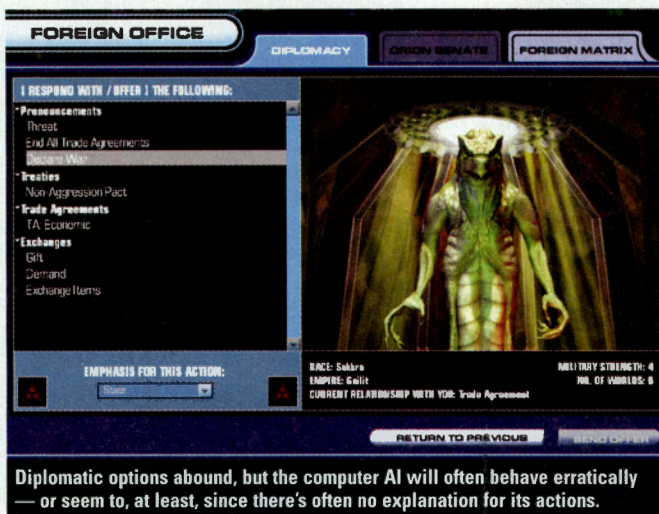 FOREIGN OFFICE
DIPLOMACY
ORION SENATE
FOREIGN MATRIX
I RESPOND WITH / OFFER ) THE FOLLOWING:
Pronouncements
Threat
End All Trade Agreements
Declare War
Treaties
Non-Aggression Pact
Trade Agreements
TA: Economic
Exchanges
Gift
Demand
Exchange Items
EMPHASIS FOR THIS ACTION:
State
RACE: Sakkra
EMPIRE:
CURRENT RELATIONSHIP WITH YOU: Trade Agreement
MILITARY STRENGTH: 4
NO. OF WORLDS: 6
RETURN TO PREVIOUS
SEND OFFER
Diplomatic options abound, but the computer AI will often behave erratically
— or seem to, at least, since there's often no explanation for its actions.